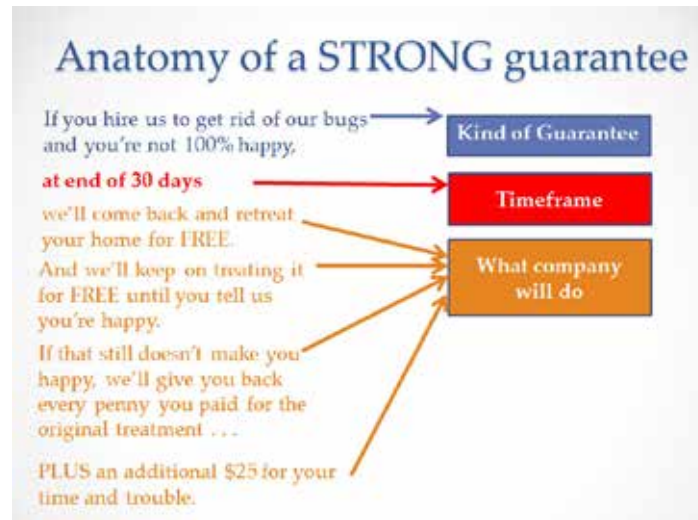 Anatomy of a STRONG guarantee
If you hire us to get rid of our bugs
and you're not 100% happy,
Kind of Guarantee
at end of 30 days
Timeframe
we'll come back and retreat
your home for FREE.
And we'll keep on treating it
for FREE until you tell us
you're happy.
What company
will do
If that still doesn't make you
happy, we'll give you back
every penny you paid for the
original treatment . . .
PLUS an additional $25 for your
time and trouble.